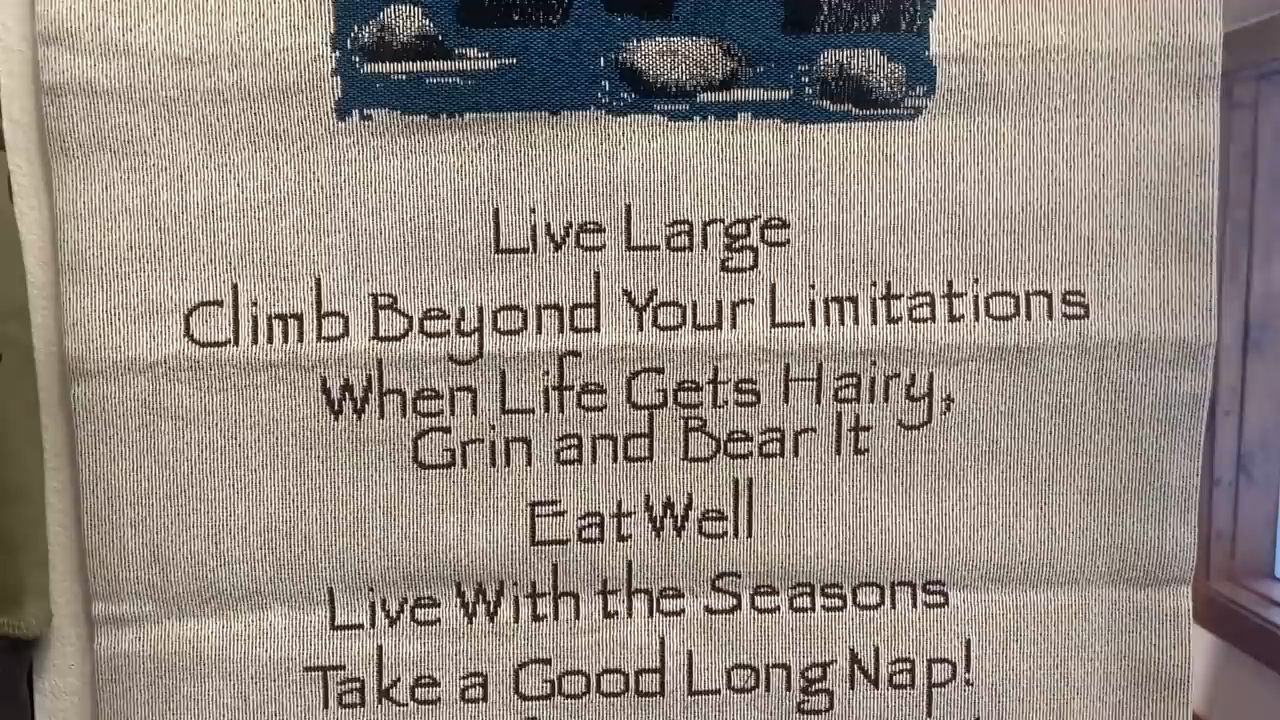 Live Large
Climb Beyond Your Limitations
When Life Gets Hairy,
Grin and Bear It
Eat Well
Live With the Seasons
Take a Good Long Nap!